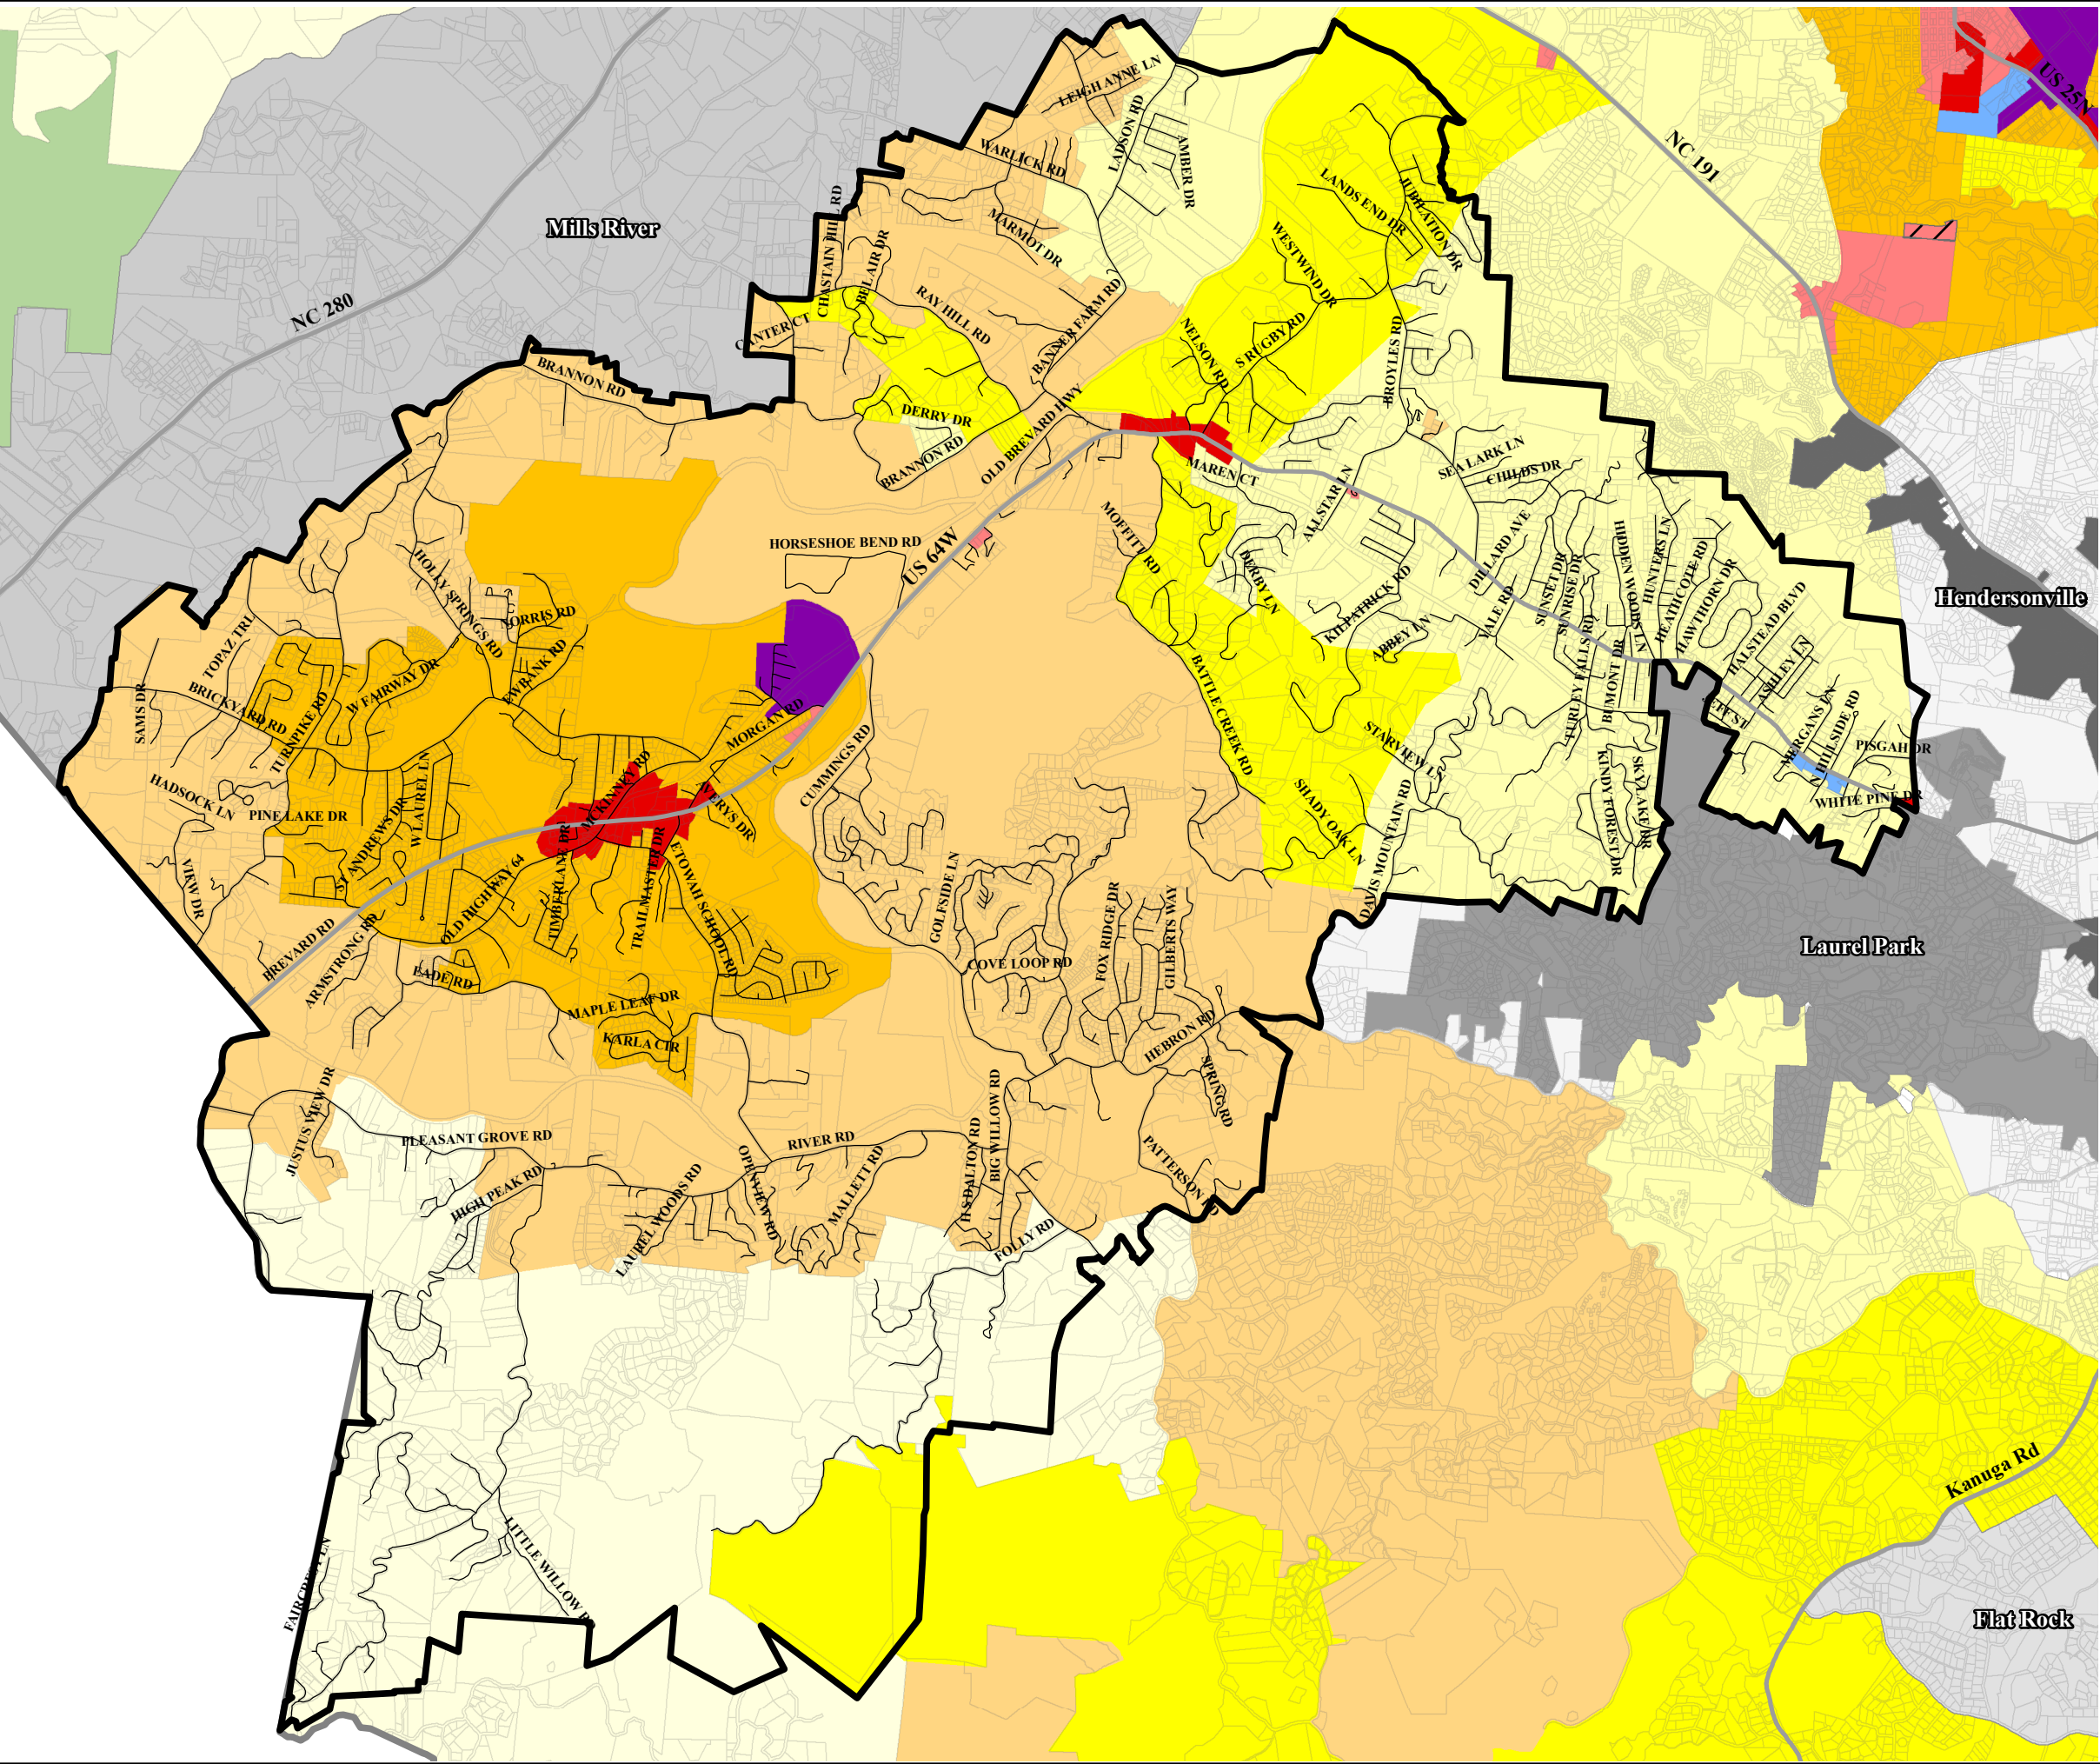 US 25N
LEIGH ANNE LN
LADSON RD
AMBER DR
WARLICK RD
NC 191
LANDS END DR
JUBILATION DR
Mills River
CHASTAIN HILL RD
BEL AIR DR
MARMOT DR
WESTWIND DR
NC 280
CANTER CT
RAY HILL RD
BANNER FARM RD
NELSON RD
S RUGBY RD
BROYLES RD
BRANNON RD
DERRY DR
OLD BREVARD HWY
BRANNON RD
MAREN CT
SEA LARK LN
CHILDS DR
ALLSTAR LN
MOFFITT RD
HORSESHOE BEND RD
US 64W
DERBY LN
DILLARD AVE
HIDDEN WOODS LN
HUNTERS LN
HEATHCOTE RD
HAWTHORN DR
SUNSET DR
SUNRISE DR
HALSTEAD BLVD
Hendersonville
HOLLY SPRINGS RD
NORRIS RD
KILPATRICK RD
ABBEY LN
YALE RD
TOPAZ TRL
EWBANK RD
W FAIRWAY DR
BATTLE CREEK RD
TURLEY FALLS RD
BUMONT DR
ASHLEY LN
SAMS DR
BRICKYARD RD
TURNPIKE RD
MORGAN RD
CUMMINGS RD
STARVIEW LN
JEFF ST
MERGANS LN
N HILLSIDE RD
PISGAH DR
HADSOCK LN
PINE LAKE DR
W LAUREL LN
ST ANDREWS DR
MCKINNEY RD
AVERYS DR
SHADY OAK LN
DAVIS MOUNTAIN RD
KINDY FOREST DR
SKYLAKE DR
WHITE PINE DR
VIEW DR
OLD HIGHWAY 64
TIMBERLANE DR
TRAILMASTER DR
ETOWAH SCHOOL RD
GOLFSIDE LN
FOX RIDGE DR
GILBERTS WAY
Laurel Park
BREVARD RD
ARMSTRONG RD
EADE RD
COVE LOOP RD
MAPLE LEAF DR
KARLA CIR
HEBRON RD
SPRING RD
JUSTUS VIEW DR
PLEASANT GROVE RD
RIVER RD
BIG WILLOW RD
H S DALTON RD
HIGH PEAK RD
LAUREL WOODS RD
OPENVIEW RD
MALLETT RD
PATTERSON RD
FOLLY RD
Kanuga Rd
LITTLE WILLOW RD
FAIRCREST LN
Flat Rock